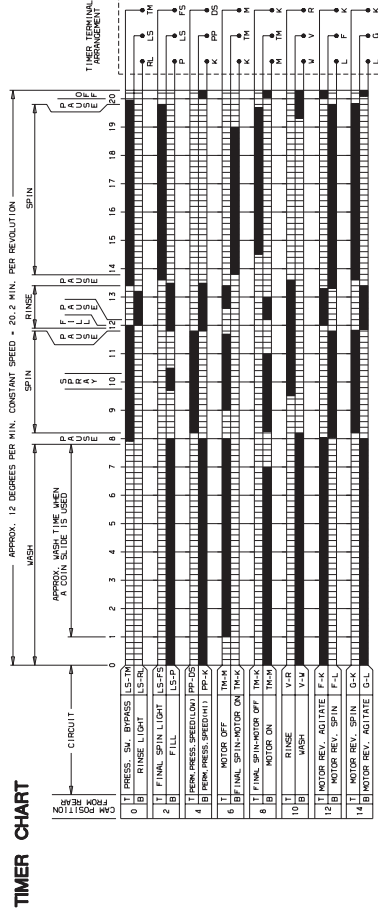 TIMER CHART
APPROX. 12 DEGREES PER MIN. CONSTANT SPEED = 20.2 MIN. PER REVOLUTION
CAM POSITION FROM REAR
CIRCUIT
WASH
PAUSE
SPIN
PAUSE
RINSE
PAUSE
SPIN
PAUSE
OFF
APPROX. WASH TIME WHEN
A COIN SLIDE IS USED
SPRAY
FILL
PAUSE
TIMER TERMINAL
ARRANGEMENT
0 1 2 3 4 5 6 7 8 9 10 11 12 13 14 15 16 17 18 19 20
0 T PRESS. SW. BYPASS LS-TM RL LS TM
B RINSE LIGHT LS-RL
2 T FINAL SPIN LIGHT LS-FS P LS FS
B FILL LS-P
4 T PERM.PRESS.SPEED(LOW) PP-DS K PP DS
B PERM.PRESS.SPEED(HI) PP-K
6 T MOTOR OFF TM-M K TM M
B FINAL SPIN-MOTOR ON TM-K
8 T FINAL SPIN-MOTOR OFF TM-K M TM K
B MOTOR ON TM-M
10 T RINSE V-R W V R
B WASH V-W
12 T MOTOR REV. AGITATE F-K L F K
B MOTOR REV. SPIN F-L
14 T MOTOR REV. SPIN G-K L G K
B MOTOR REV. AGITATE G-L